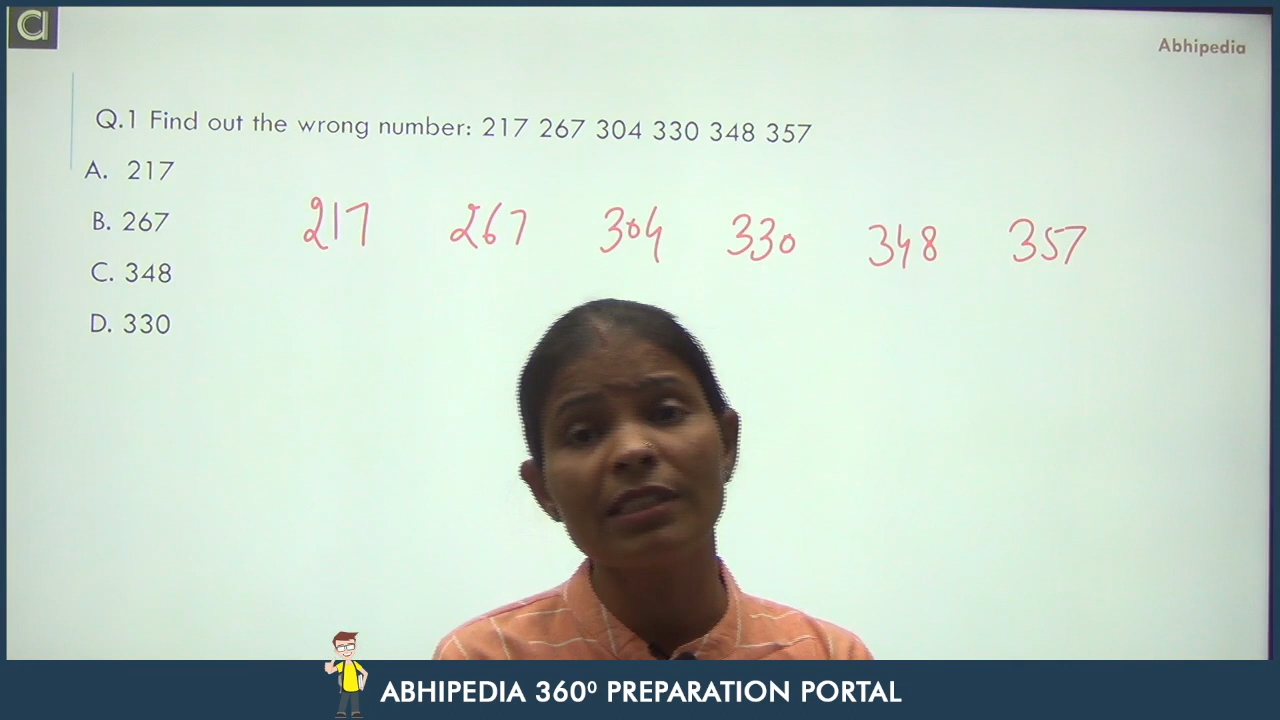 a
Abhipedia
Q.1 Find out the wrong number: 217 267 304 330 348 357
A. 217
B. 267
C. 348
D. 330
217 267 304 330 348 357
ABHIPEDIA 360⁰ PREPARATION PORTAL